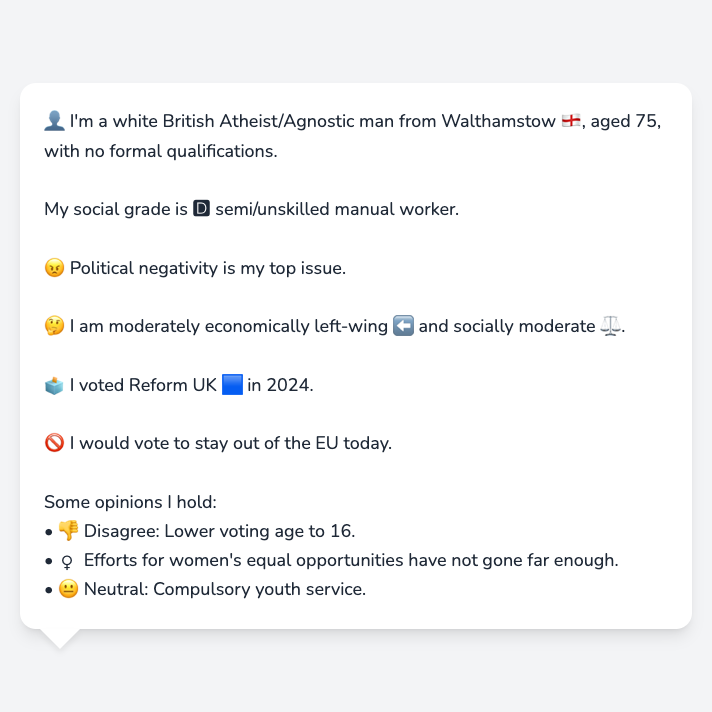 👤 I'm a white British Atheist/Agnostic man from Walthamstow 🏴󠁧󠁢󠁥󠁮󠁧󠁿, aged 75,
with no formal qualifications.
My social grade is 🅳 semi/unskilled manual worker.
😠 Political negativity is my top issue.
🤔 I am moderately economically left-wing ⬅️ and socially moderate ⚖️.
🗳️ I voted Reform UK 🟦 in 2024.
🚫 I would vote to stay out of the EU today.
Some opinions I hold:
• 👎 Disagree: Lower voting age to 16.
• ♀ Efforts for women's equal opportunities have not gone far enough.
• 😐 Neutral: Compulsory youth service.